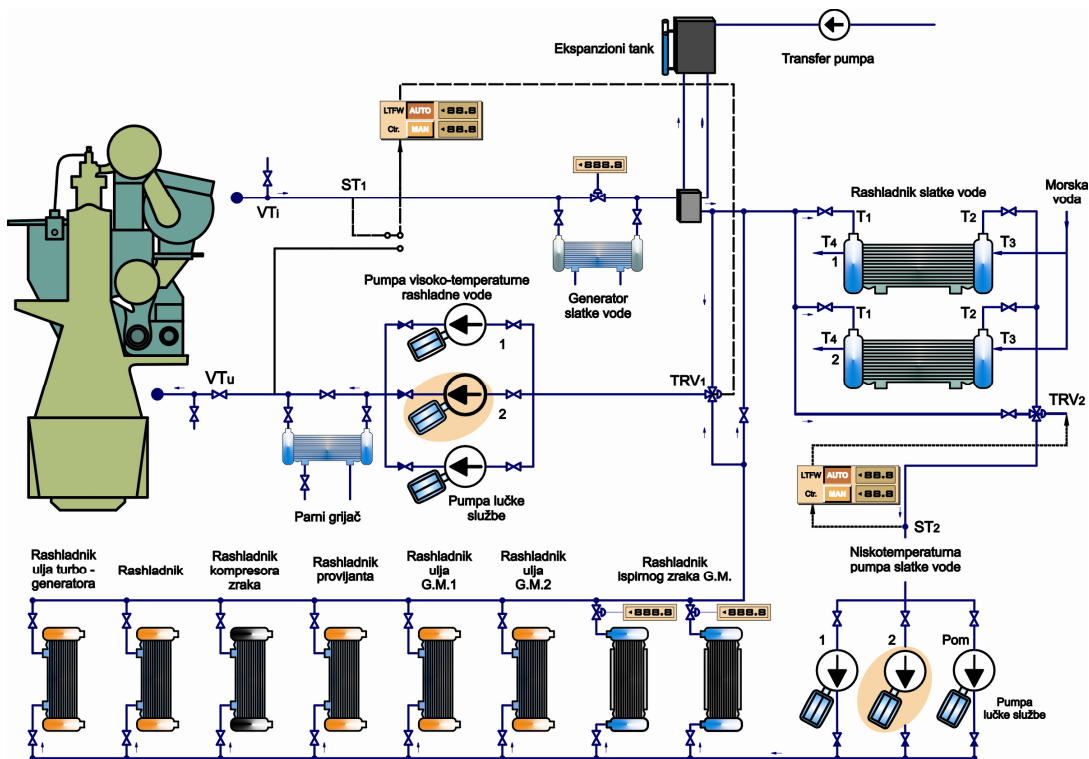 Ekspanzioni tank
Transfer pumpa
LTFW AUTO 88.8
Ctr. MAN 88.8
888.8
ST1
VTi
Rashladnik slatke vode
Morska
voda
T1
T2
T4
T3
1
T1
T2
T4
T3
2
Generator
slatke vode
Pumpa visoko-temperaturne
rashladne vode
1
2
VTu
TRV1
TRV2
Pumpa lučke
službe
Parni grijač
LTFW AUTO 88.8
Ctr. MAN 88.8
ST2
Niskotemperaturna
pumpa slatke vode
Rashladnik
ulja turbo -
generatora
Rashladnik
Rashladnik
kompresora
zraka
Rashladnik
provijanta
Rashladnik
ulja
G.M.1
Rashladnik
ulja
G.M.2
Rashladnik
ispirnog zraka G.M.
888.8
888.8
1
2
Pom
Pumpa
lučke službe